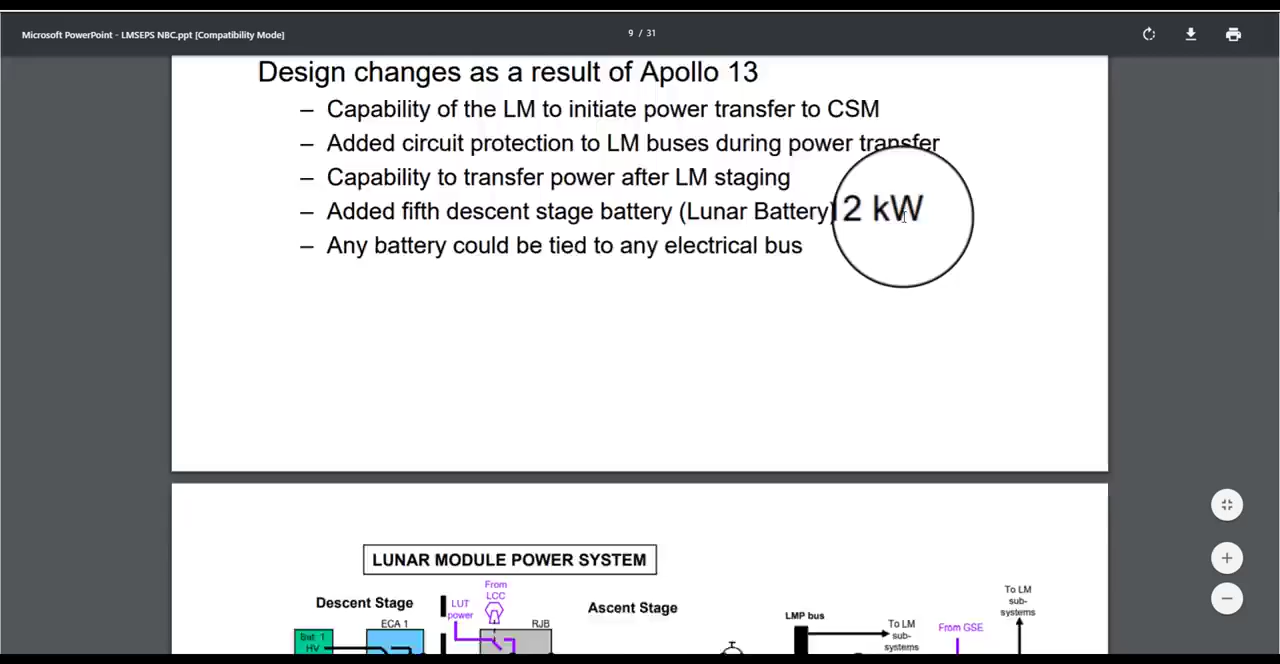 Microsoft PowerPoint - LMSEPS NBC.ppt [Compatibility Mode]
9 / 31
Design changes as a result of Apollo 13
– Capability of the LM to initiate power transfer to CSM
– Added circuit protection to LM buses during power transfer
– Capability to transfer power after LM staging
– Added fifth descent stage battery (Lunar Battery)
2 kW
– Any battery could be tied to any electrical bus
LUNAR MODULE POWER SYSTEM
Descent Stage
LUT
power
From
LCC
Ascent Stage
ECA 1
RJB
Bat. 1
HV
LMP bus
To LM
sub-
systems
From GSE
To LM
sub-
systems